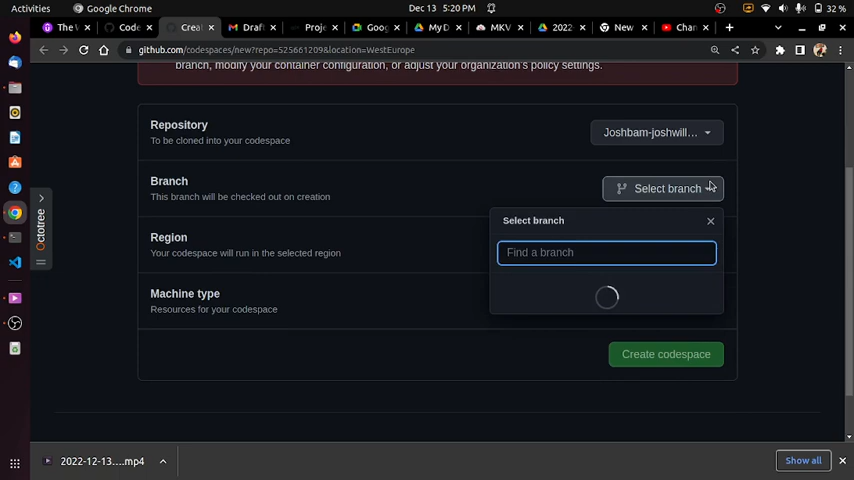 Activities
Google Chrome
Dec 13 5:20 PM
32 %
The W
Code
Creat
Draft
Proje
Goog
My D
MKV
2022
New
Chan
github.com/codespaces/new?repo=525661209&location=WestEurope
branch, modify your container configuration, or adjust your organization's policy settings.
Repository
To be cloned into your codespace
Joshbam-joshwill...
Branch
This branch will be checked out on creation
Select branch
Select branch
Find a branch
Region
Your codespace will run in the selected region
Machine type
Resources for your codespace
Create codespace
Octotree
2022-12-13....mp4
Show all